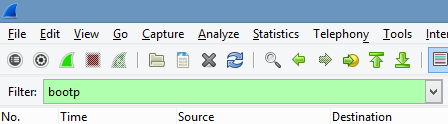 File Edit View Go Capture Analyze Statistics Telephony Tools
Filter: bootp
No. Time Source Destination